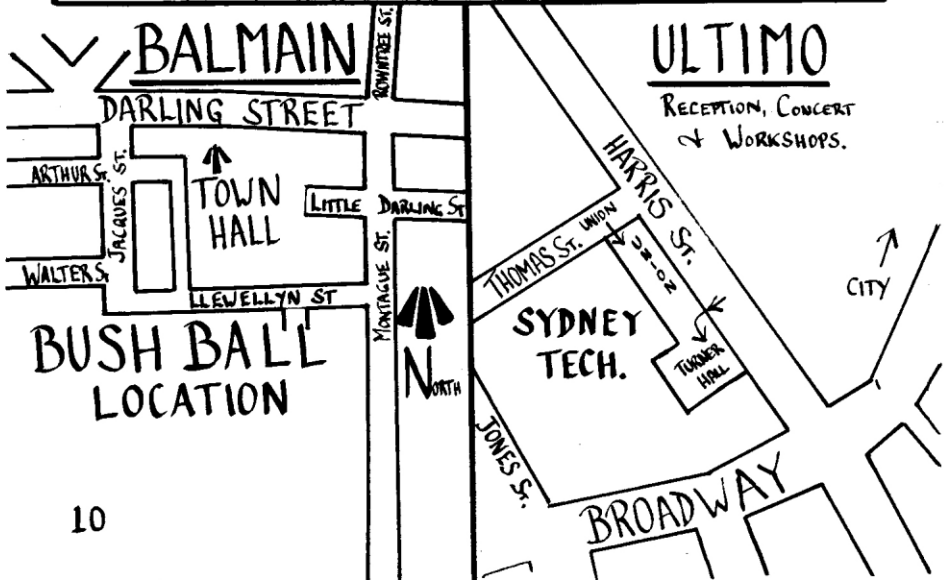 BALMAIN
ROWNTREE ST.
DARLING STREET
ARTHUR ST.
JACQUES ST.
TOWN
HALL
LITTLE DARLING ST
WALTER ST
LLEWELLYN ST
MONTAGUE ST.
BUSH BALL
LOCATION
NORTH
10
ULTIMO
RECEPTION, CONCERT
& WORKSHOPS.
HARRIS ST.
THOMAS ST.
UNION
UNION
CITY
SYDNEY
TECH.
TURNER
HALL
JONES ST.
BROADWAY